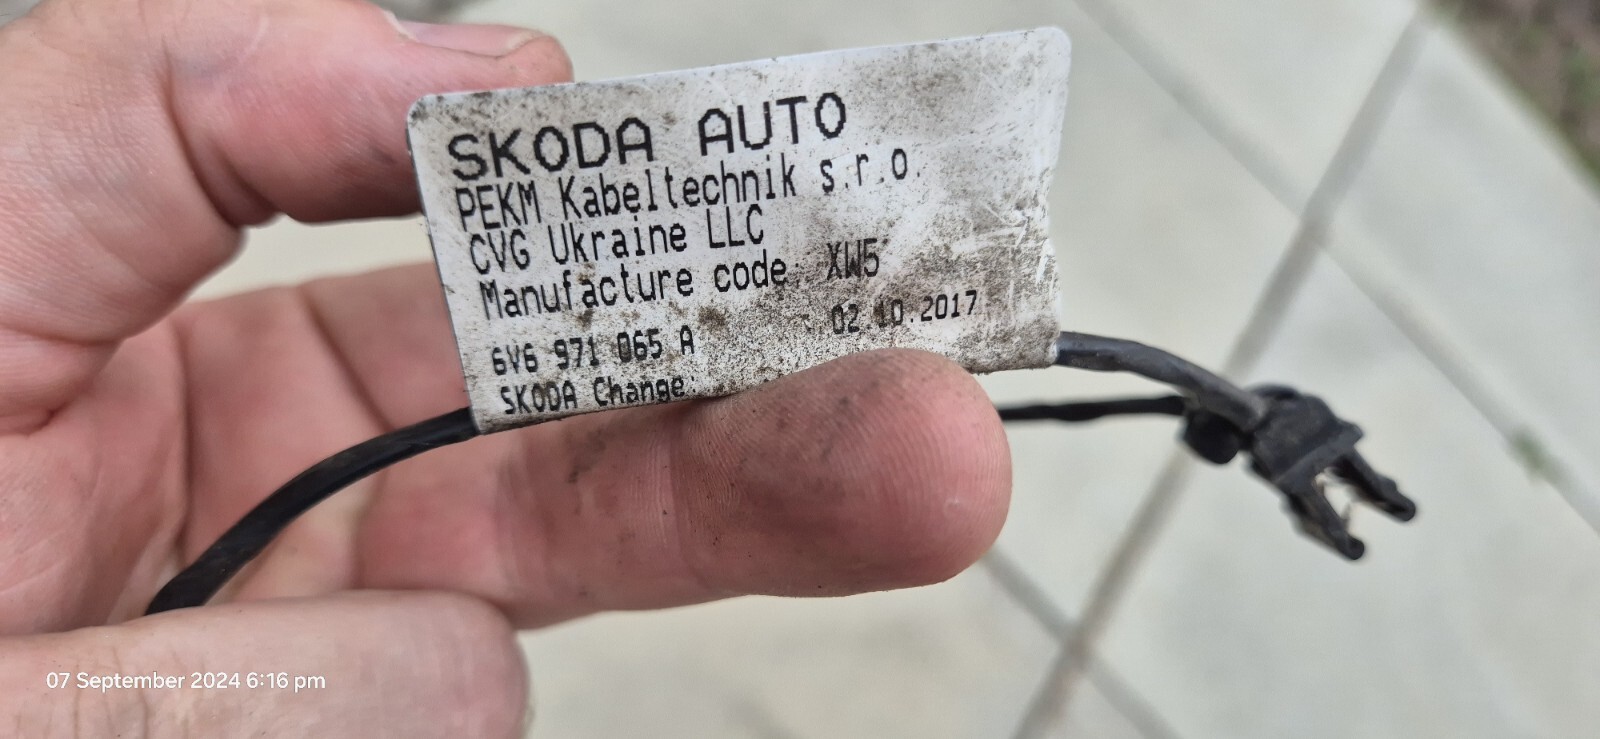 SKODA AUTO
PEKM Kabeltechnik s.r.o.
CVG Ukraine LLC
Manufacture code XW5
02.10.2017
6V6 971 065 A
SKODA Change:
07 September 2024 6:16 pm